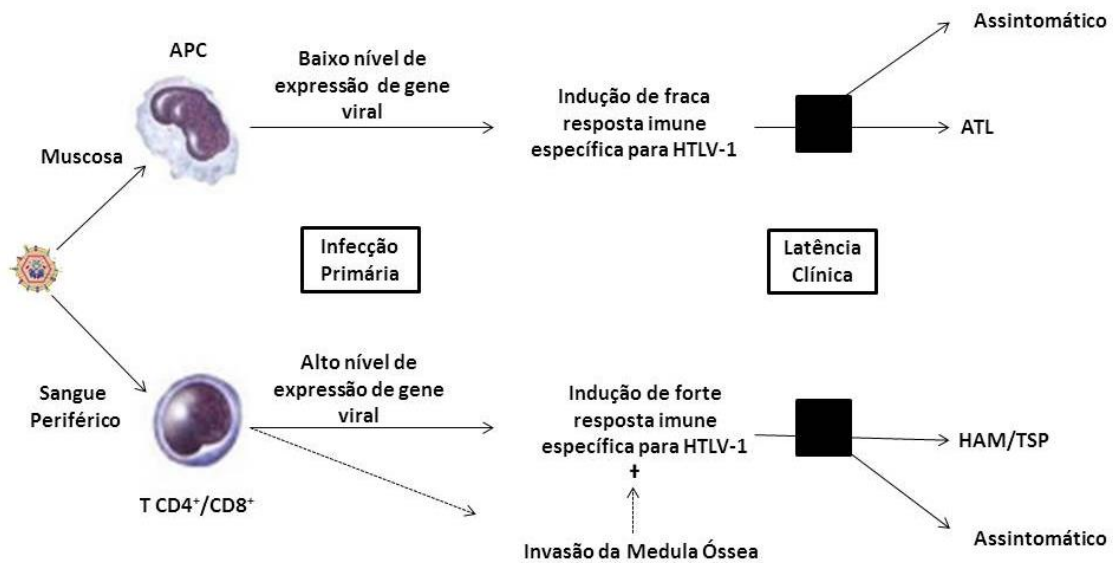 Assintomático
APC
Baixo nível de
expressão de gene
viral
Indução de fraca
resposta imune
específica para HTLV-1
ATL
Muscosa
Infecção
Primária
Latência
Clínica
Sangue
Periférico
Alto nível de
expressão de gene
viral
Indução de forte
resposta imune
específica para HTLV-1
+
HAM/TSP
T CD4⁺/CD8⁺
Invasão da Medula Óssea
Assintomático